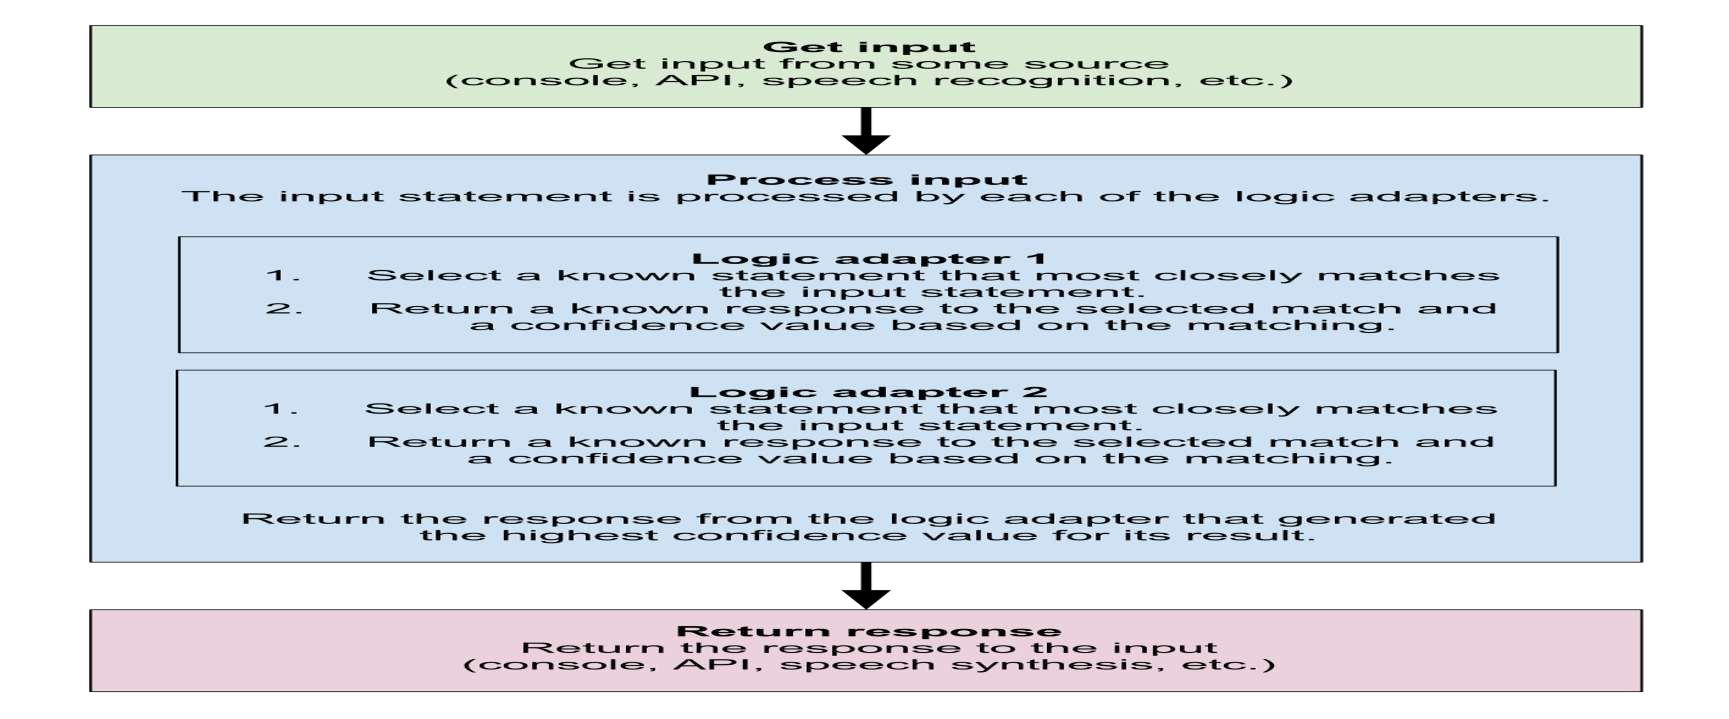 Get input
Get input from some source
(console, API, speech recognition, etc.)
Process input
The input statement is processed by each of the logic adapters.
Logic adapter 1
1. Select a known statement that most closely matches
the input statement.
2. Return a known response to the selected match and
a confidence value based on the matching.
Logic adapter 2
1. Select a known statement that most closely matches
the input statement.
2. Return a known response to the selected match and
a confidence value based on the matching.
Return the response from the logic adapter that generated
the highest confidence value for its result.
Return response
Return the response to the input
(console, API, speech synthesis, etc.)